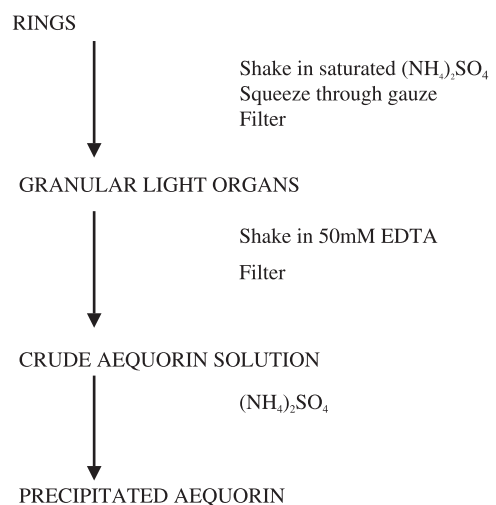 RINGS
Shake in saturated (NH₄)₂SO₄
Squeeze through gauze
Filter
GRANULAR LIGHT ORGANS
Shake in 50mM EDTA
Filter
CRUDE AEQUORIN SOLUTION
(NH₄)₂SO₄
PRECIPITATED AEQUORIN